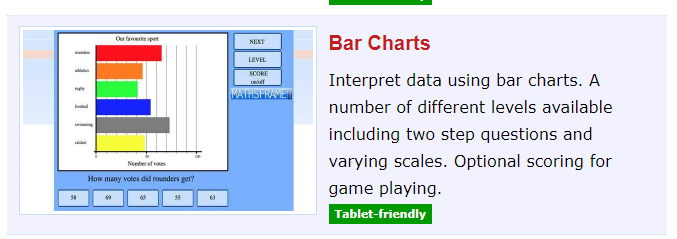 Our favourite sport
rounders
athletics
rugby
football
swimming
cricket
0 50 100
Number of votes
How many votes did rounders get?
58 69 65 55 63
NEXT
LEVEL
SCORE
on/off
MATHSFRAME
Bar Charts
Interpret data using bar charts. A
number of different levels available
including two step questions and
varying scales. Optional scoring for
game playing.
Tablet-friendly